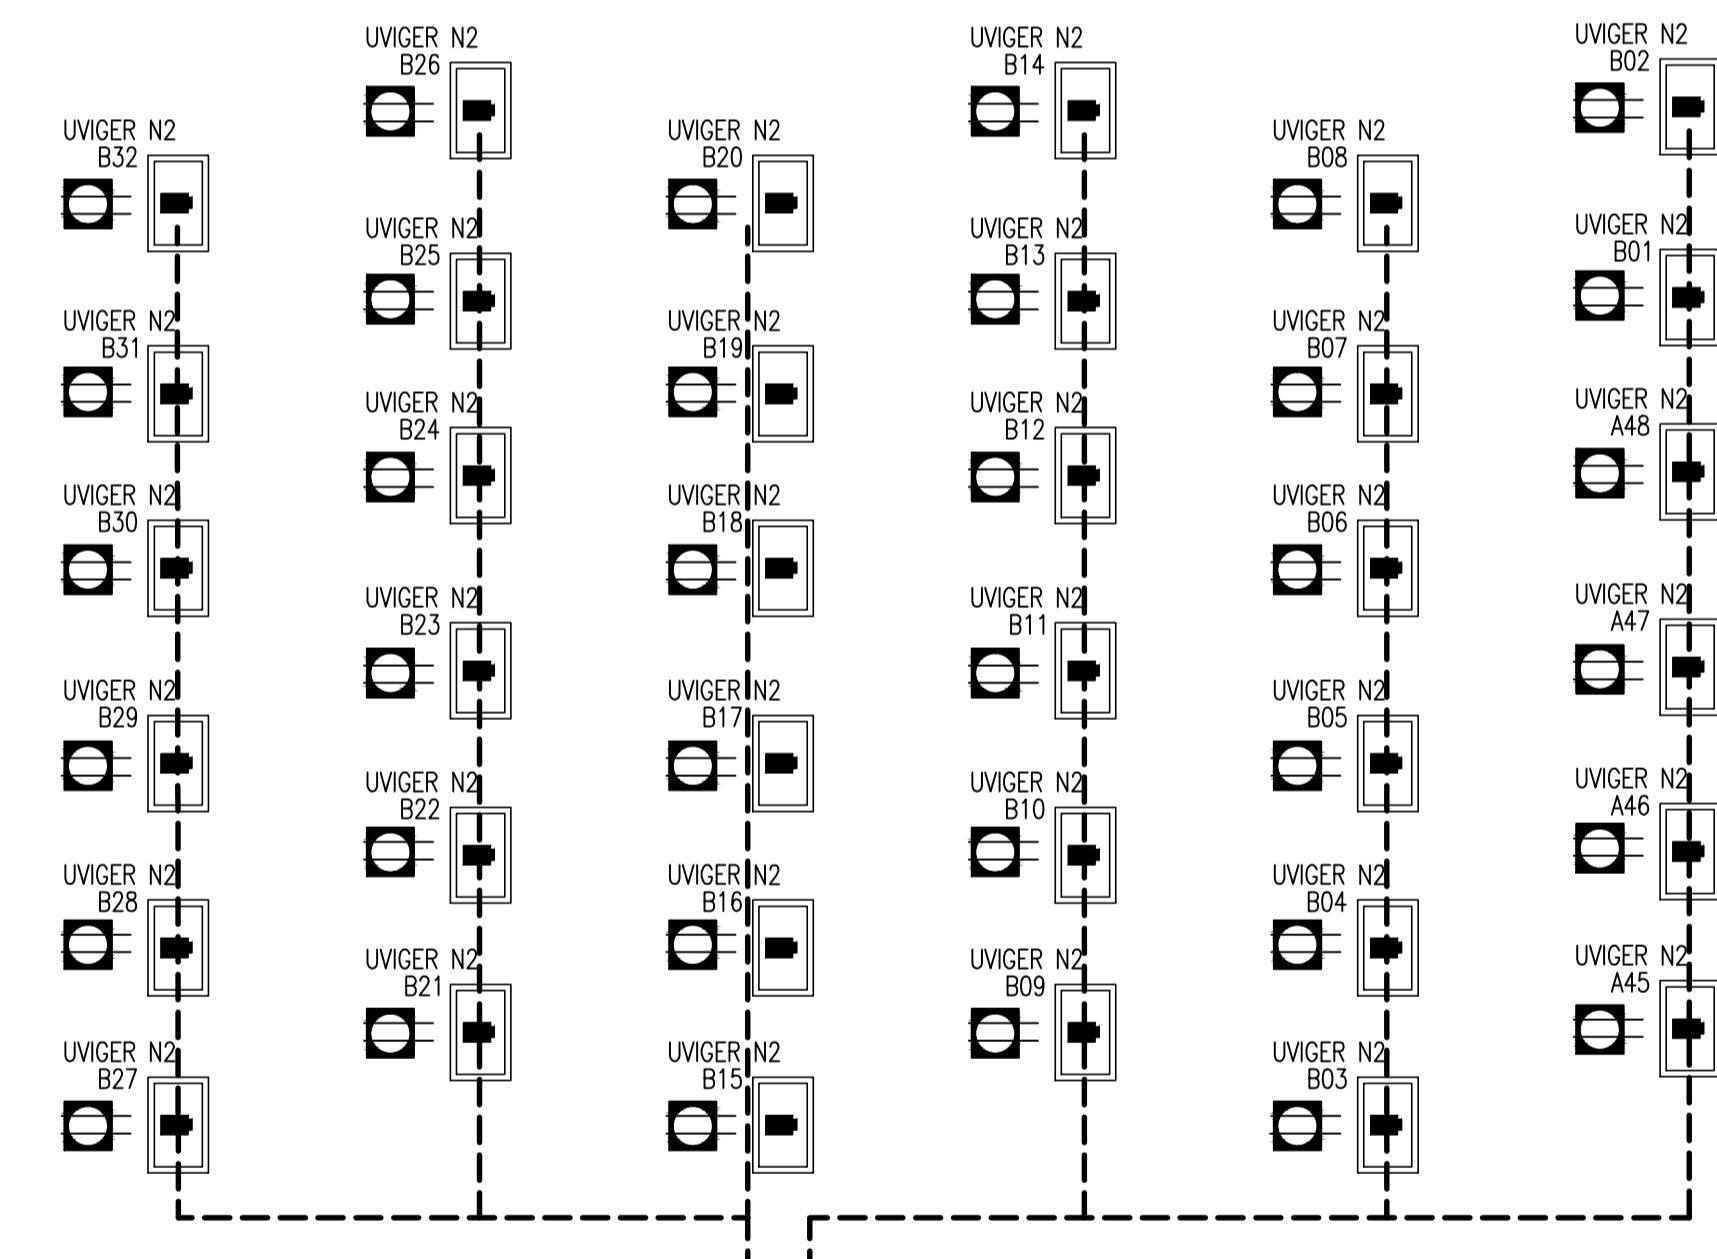 UVIGER N2
B32
UVIGER N2
B31
UVIGER N2
B30
UVIGER N2
B29
UVIGER N2
B28
UVIGER N2
B27
UVIGER N2
B26
UVIGER N2
B25
UVIGER N2
B24
UVIGER N2
B23
UVIGER N2
B22
UVIGER N2
B21
UVIGER N2
B20
UVIGER N2
B19
UVIGER N2
B18
UVIGER N2
B17
UVIGER N2
B16
UVIGER N2
B15
UVIGER N2
B14
UVIGER N2
B13
UVIGER N2
B12
UVIGER N2
B11
UVIGER N2
B10
UVIGER N2
B09
UVIGER N2
B08
UVIGER N2
B07
UVIGER N2
B06
UVIGER N2
B05
UVIGER N2
B04
UVIGER N2
B03
UVIGER N2
B02
UVIGER N2
B01
UVIGER N2
A48
UVIGER N2
A47
UVIGER N2
A46
UVIGER N2
A45